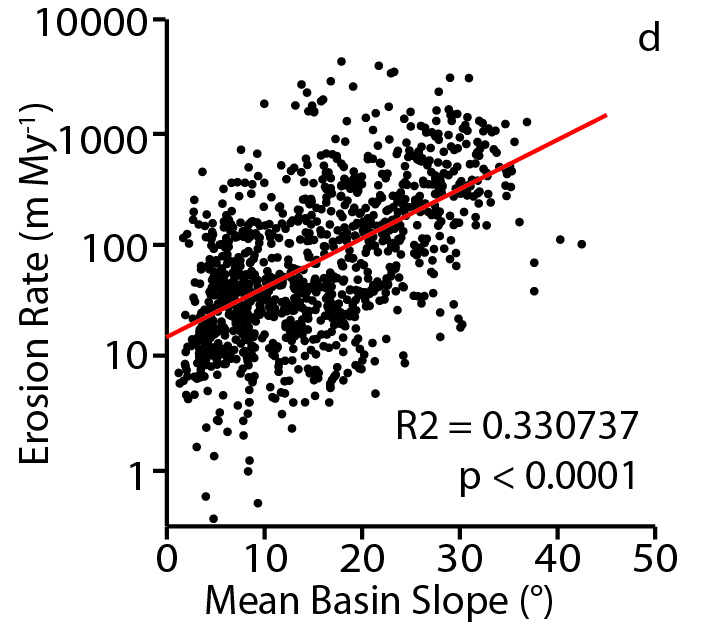 d
Erosion Rate (m My⁻¹)
10000
1000
100
10
1
R2 = 0.330737
p < 0.0001
0 10 20 30 40 50
Mean Basin Slope (°)